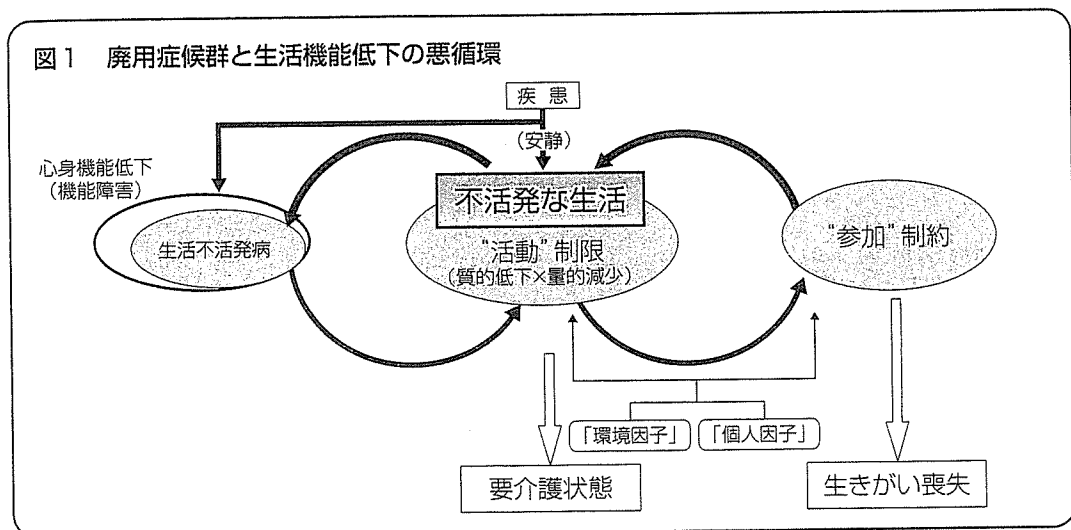 図1 廃用症候群と生活機能低下の悪循環
疾患
(安静)
心身機能低下
(機能障害)
不活発な生活
生活不活発病
"活動"制限
(質的低下×量的減少)
"参加"制約
「環境因子」 「個人因子」
要介護状態
生きがい喪失